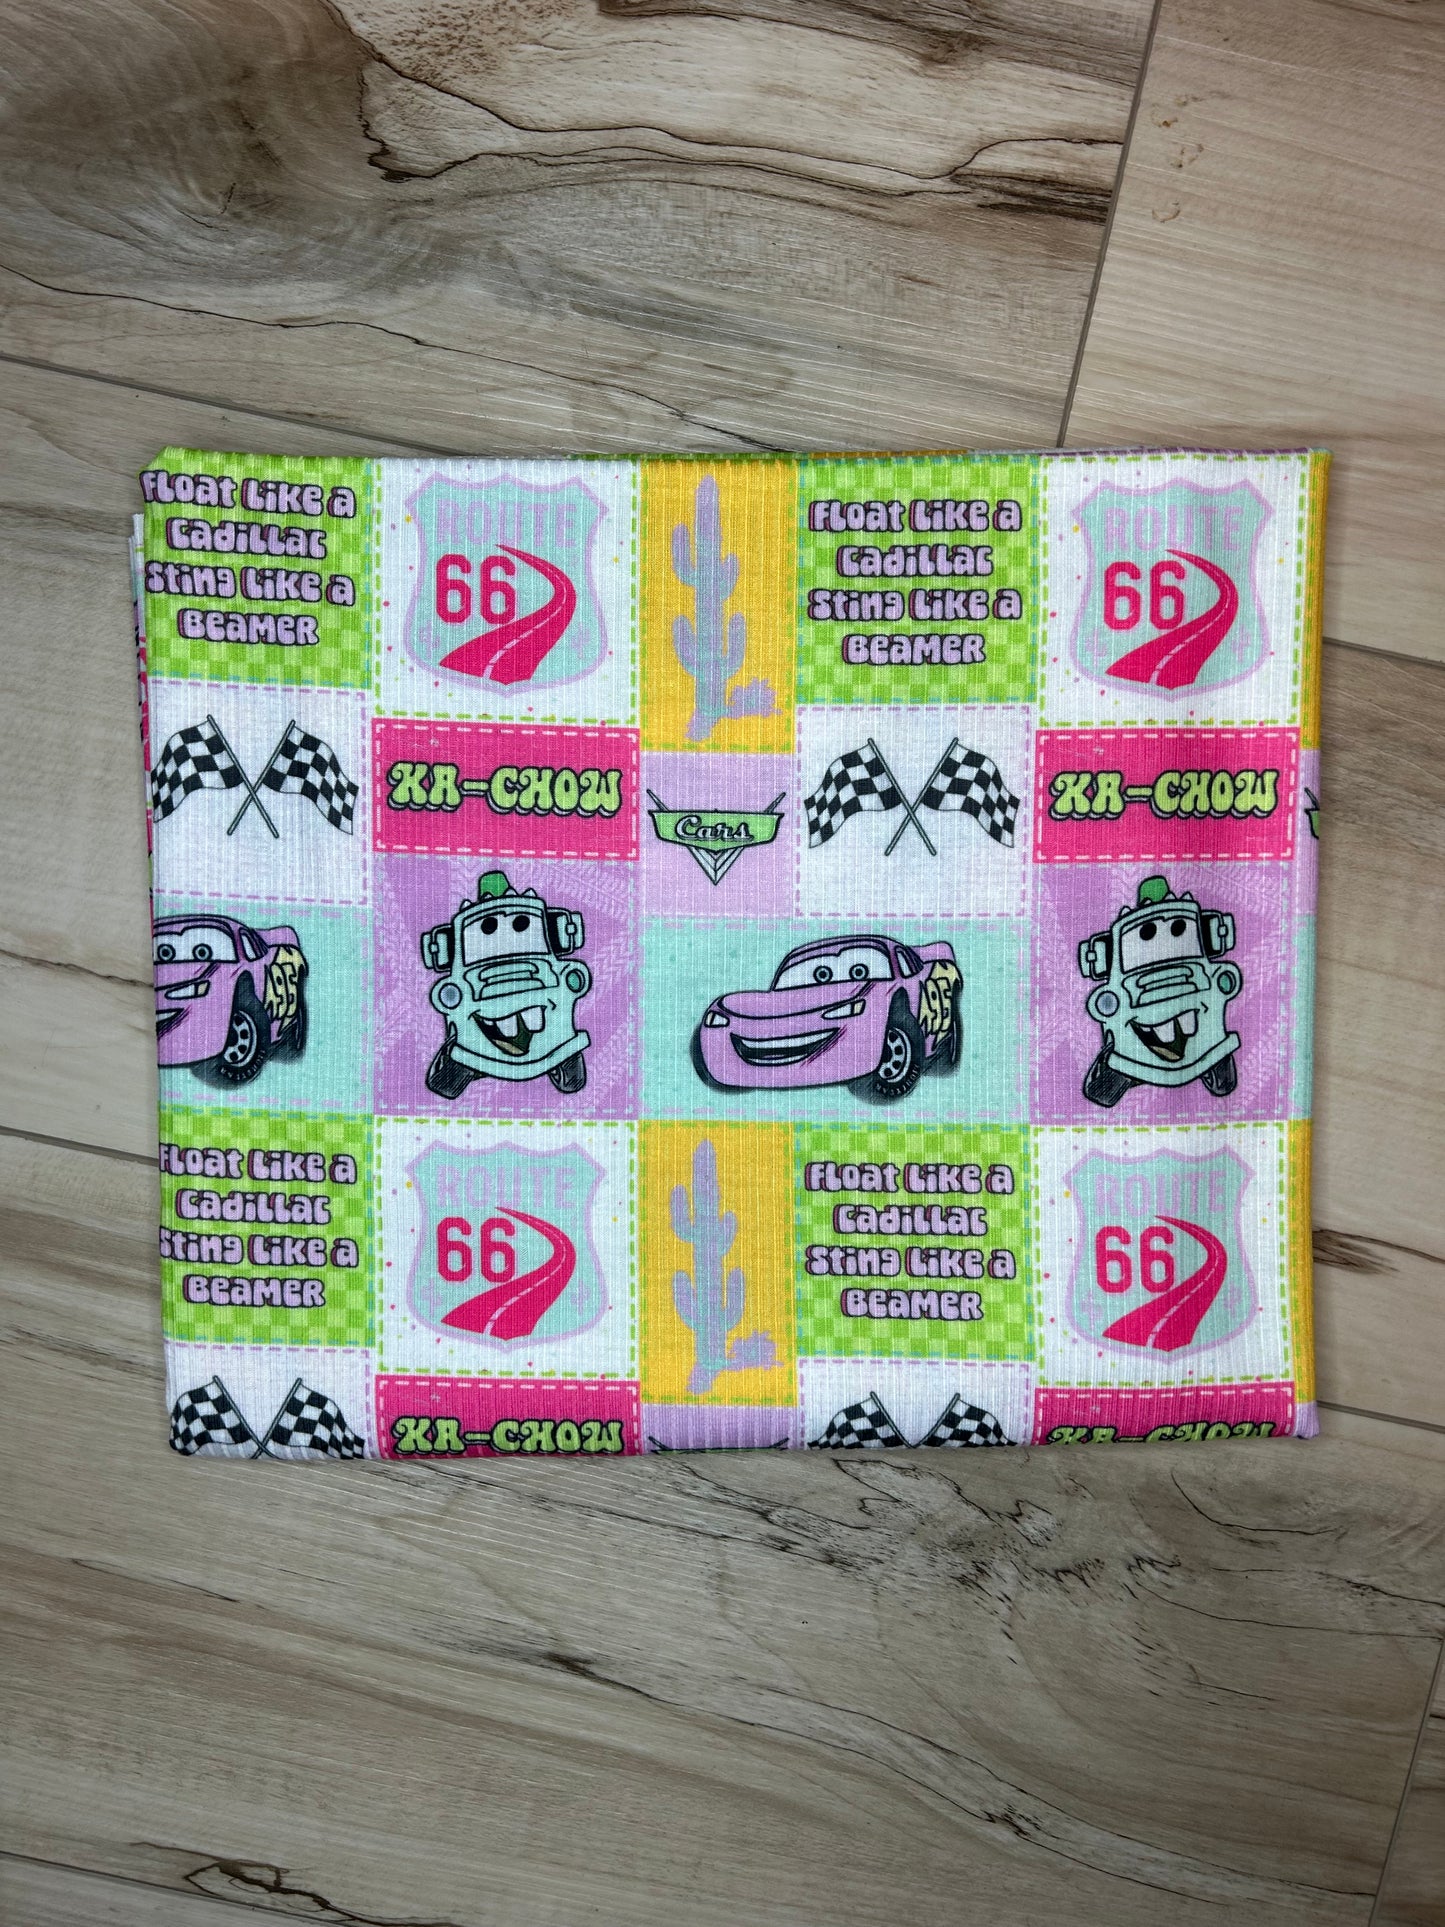 Float Like a
Cadillac
Sting Like a
Beamer
ROUTE
66
Float Like a
Cadillac
Sting Like a
Beamer
ROUTE
66
KA-CHOW
Cars
KA-CHOW
95
95
Float Like a
Cadillac
Sting Like a
Beamer
ROUTE
66
Float Like a
Cadillac
Sting Like a
Beamer
ROUTE
66
KA-CHOW
KA-CHOW